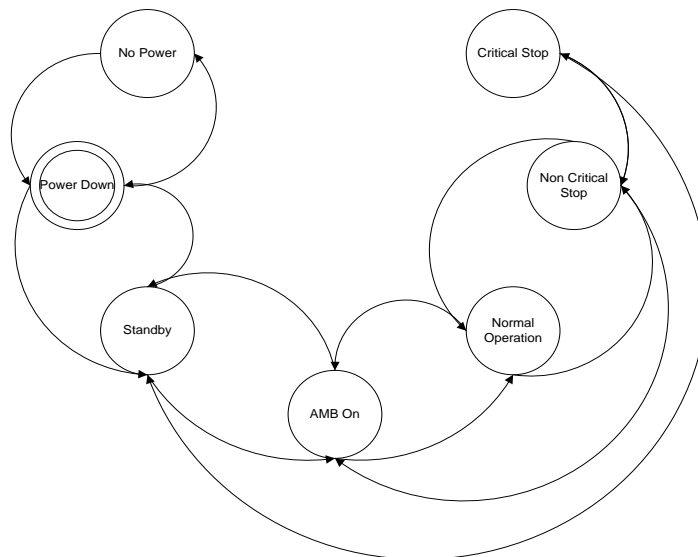 No Power
Critical Stop
Power Down
Non Critical
Stop
Standby
Normal
Operation
AMB On